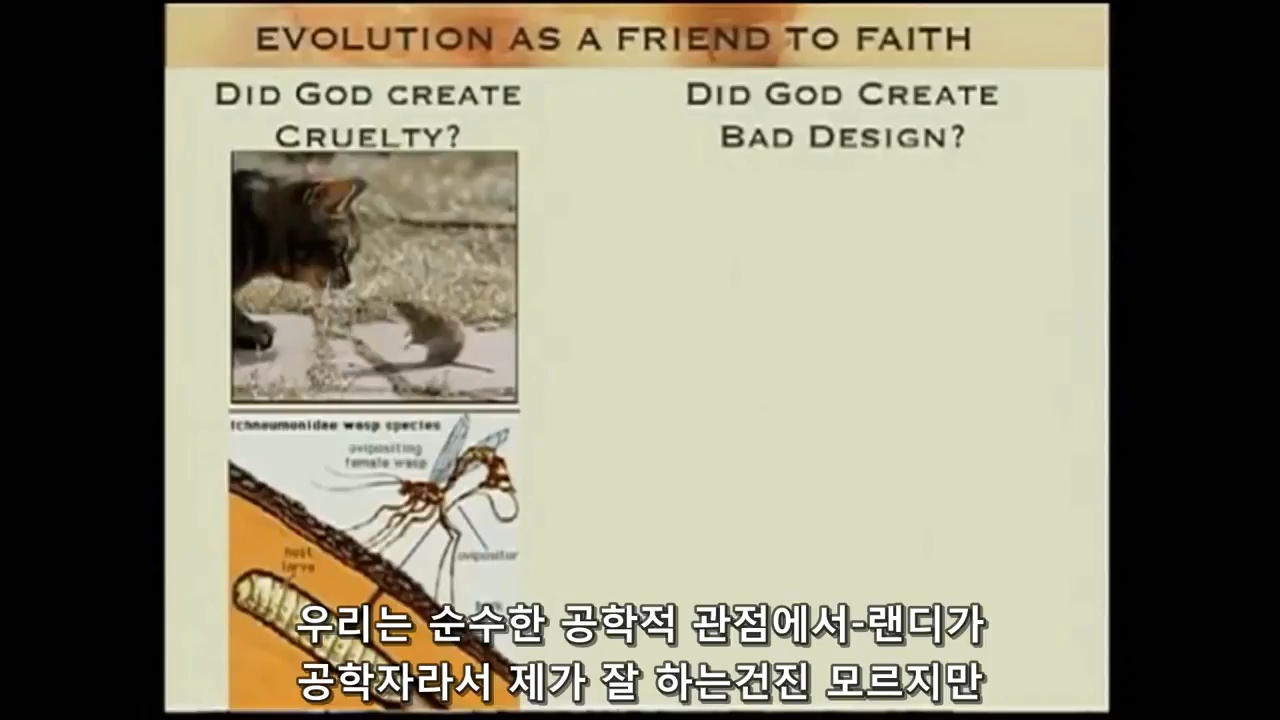 EVOLUTION AS A FRIEND TO FAITH
DID GOD CREATE
CRUELTY?
DID GOD CREATE
BAD DESIGN?
Ichneumonidae wasp species
ovipositing
female wasp
ovipositor
host
larva
우리는 순수한 공학적 관점에서-랜디가
공학자라서 제가 잘 하는건진 모르지만